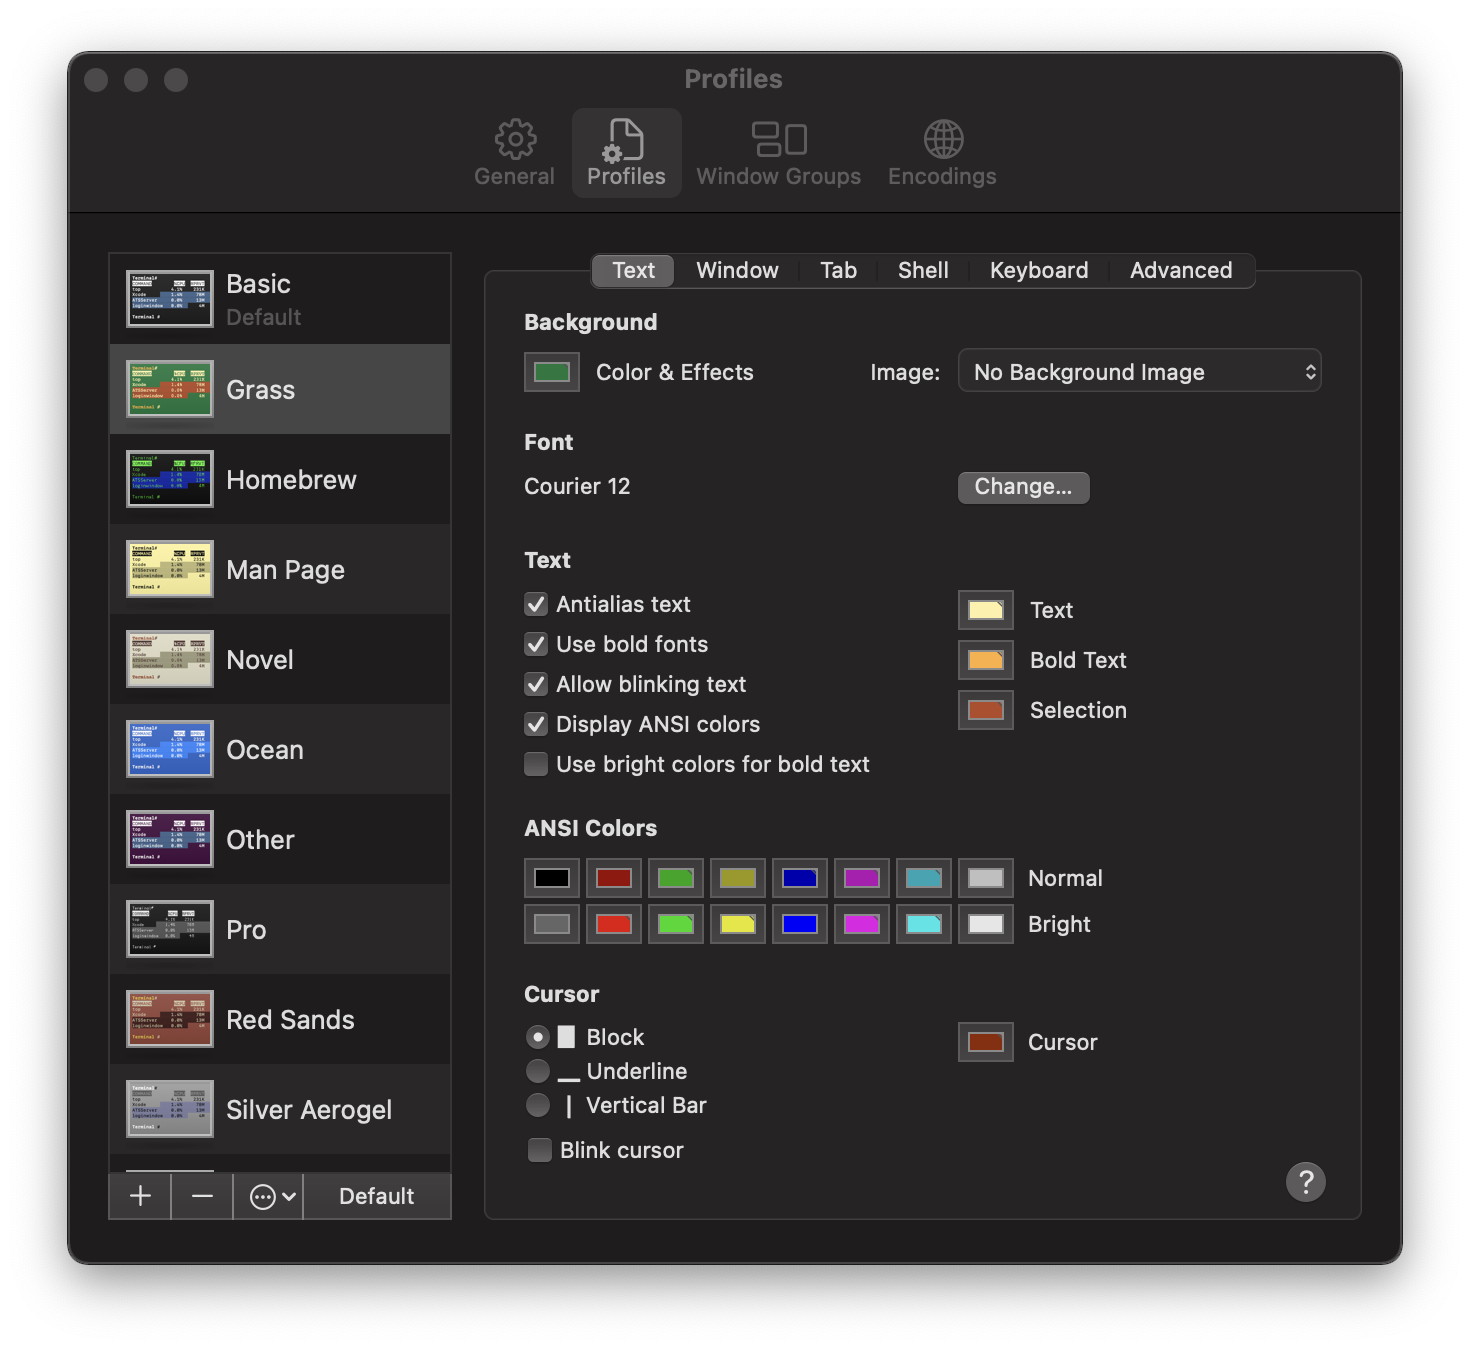 Profiles
General
Profiles
Window Groups
Encodings
Basic
Default
Grass
Homebrew
Man Page
Novel
Ocean
Other
Pro
Red Sands
Silver Aerogel
Default
Text
Window
Tab
Shell
Keyboard
Advanced
Background
Color & Effects
Image:
No Background Image
Font
Courier 12
Change...
Text
Antialias text
Use bold fonts
Allow blinking text
Display ANSI colors
Use bright colors for bold text
Text
Bold Text
Selection
ANSI Colors
Normal
Bright
Cursor
Block
Underline
Vertical Bar
Blink cursor
Cursor
?